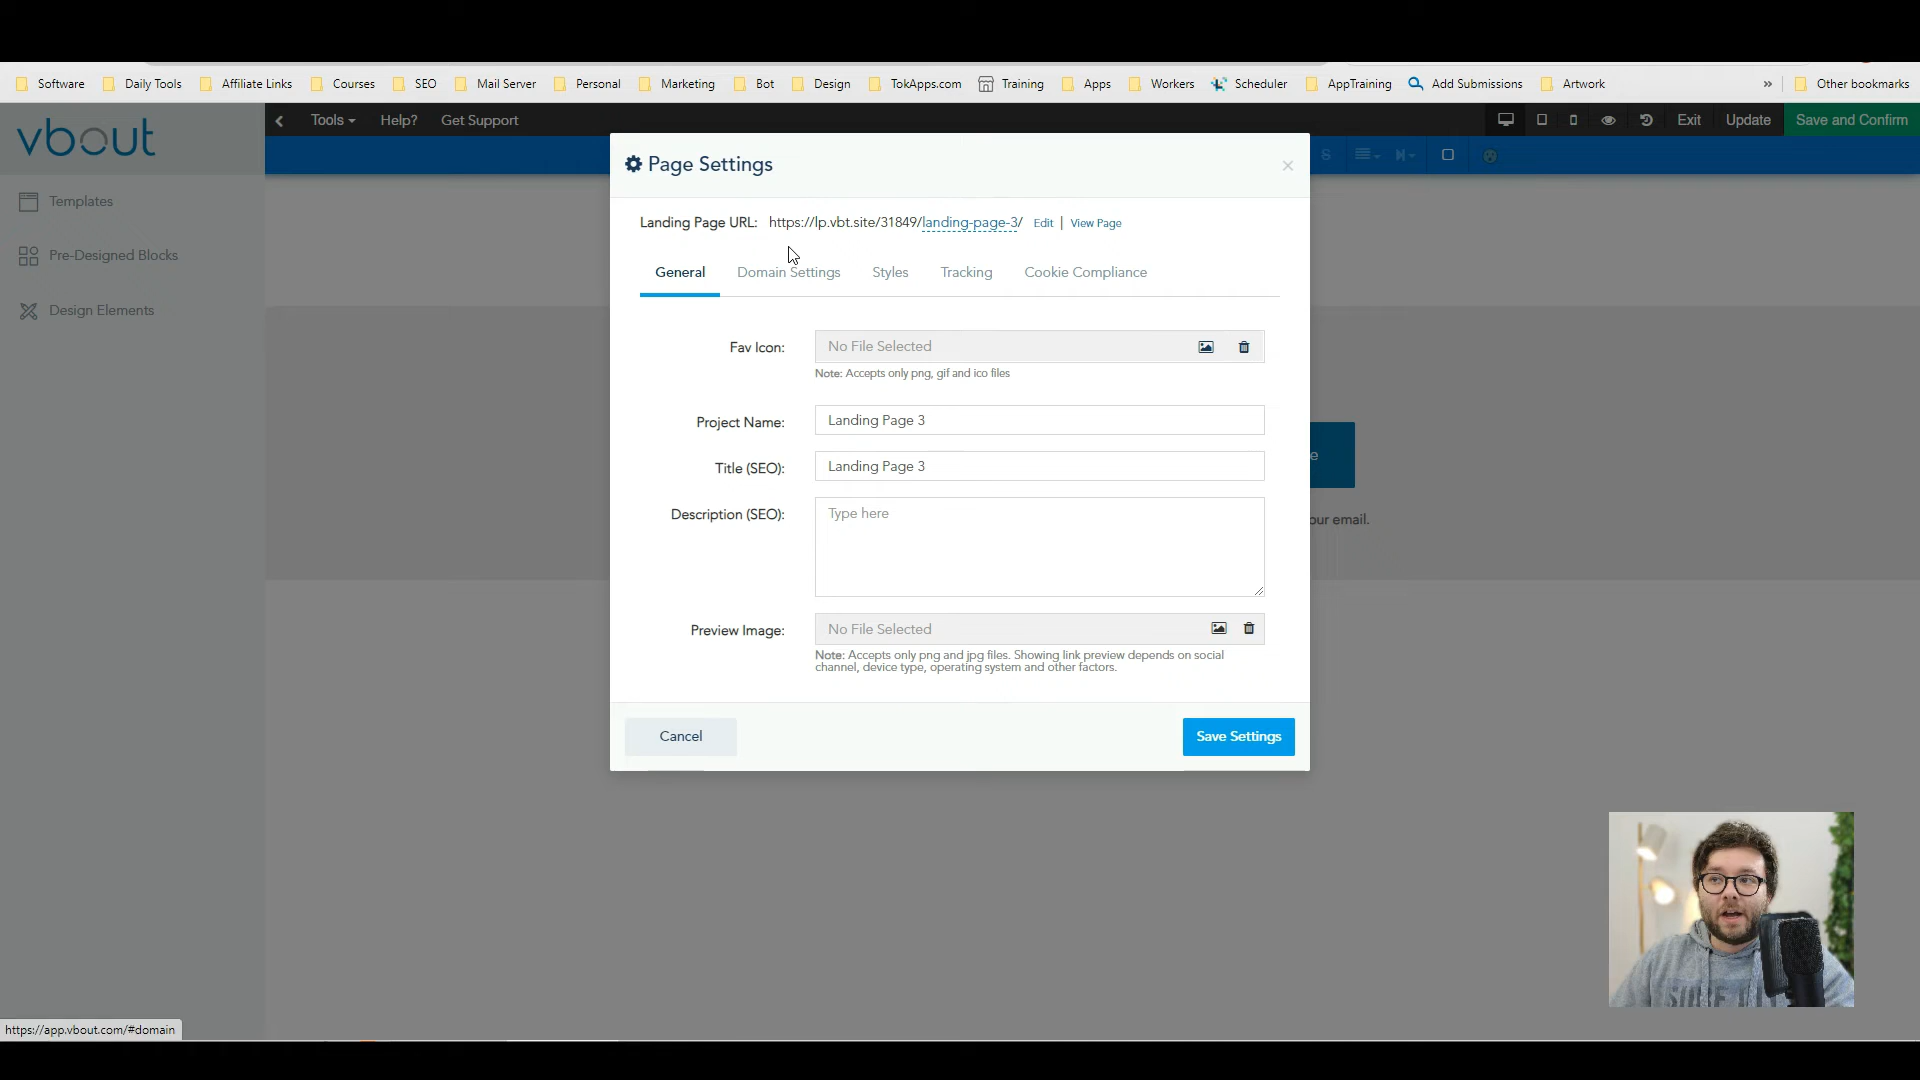 Software Daily Tools Affiliate Links Courses SEO Mail Server Personal Marketing Bot Design TokApps.com Training Apps Workers Scheduler AppTraining Add Submissions Artwork » Other bookmarks
vbout
Tools Help? Get Support Exit Update Save and Confirm
Page Settings
×
Templates
Pre-Designed Blocks
Design Elements
Landing Page URL: https://lp.vbt.site/31849/landing-page-3/ Edit | View Page
General Domain Settings Styles Tracking Cookie Compliance
Fav Icon: No File Selected
Note: Accepts only png, gif and ico files
Project Name: Landing Page 3
Title (SEO): Landing Page 3
Description (SEO): Type here
Preview Image: No File Selected
Note: Accepts only png and jpg files. Showing link preview depends on social
channel, device type, operating system and other factors.
Cancel Save Settings
e
our email.
https://app.vbout.com/#domain